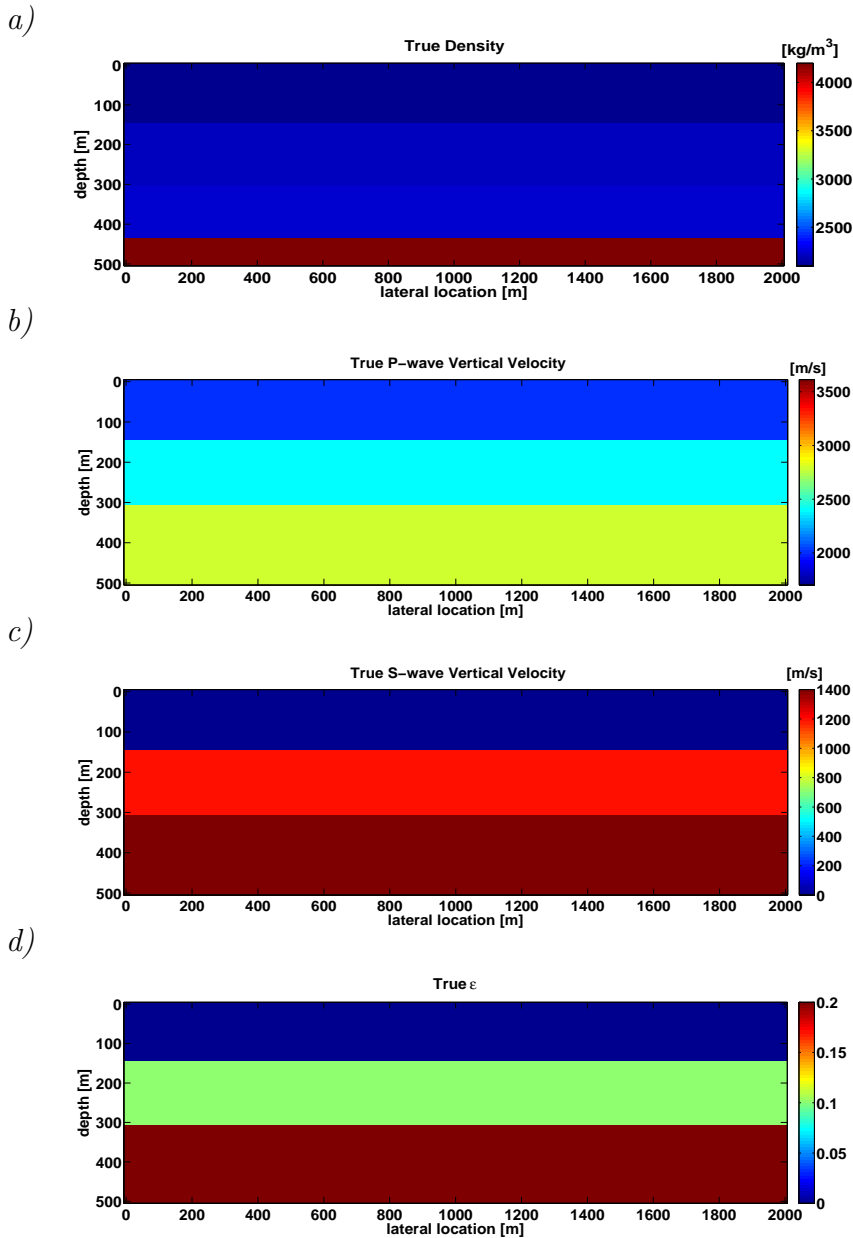 a)
True Density
[kg/m³]
0
100
200
300
400
500
depth [m]
4000
3500
3000
2500
0 200 400 600 800 1000 1200 1400 1600 1800 2000
lateral location [m]
b)
True P−wave Vertical Velocity
[m/s]
0
100
200
300
400
500
depth [m]
3500
3000
2500
2000
0 200 400 600 800 1000 1200 1400 1600 1800 2000
lateral location [m]
c)
True S−wave Vertical Velocity
[m/s]
0
100
200
300
400
500
depth [m]
1400
1200
1000
800
600
400
200
0
0 200 400 600 800 1000 1200 1400 1600 1800 2000
lateral location [m]
d)
True ε
0
100
200
300
400
500
depth [m]
0.2
0.15
0.1
0.05
0
0 200 400 600 800 1000 1200 1400 1600 1800 2000
lateral location [m]